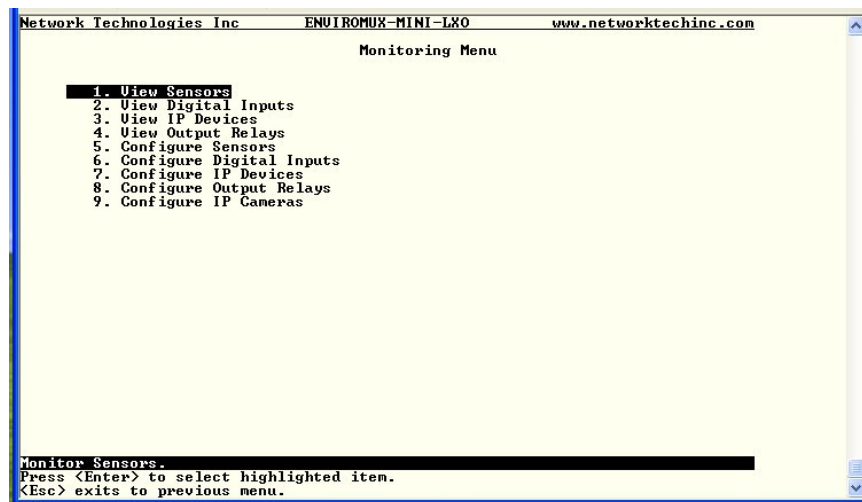 Network Technologies Inc ENVIROMUX-MINI-LXO www.networktechinc.com
Monitoring Menu
1. View Sensors
2. View Digital Inputs
3. View IP Devices
4. View Output Relays
5. Configure Sensors
6. Configure Digital Inputs
7. Configure IP Devices
8. Configure Output Relays
9. Configure IP Cameras
Monitor Sensors.
Press <Enter> to select highlighted item.
<Esc> exits to previous menu.